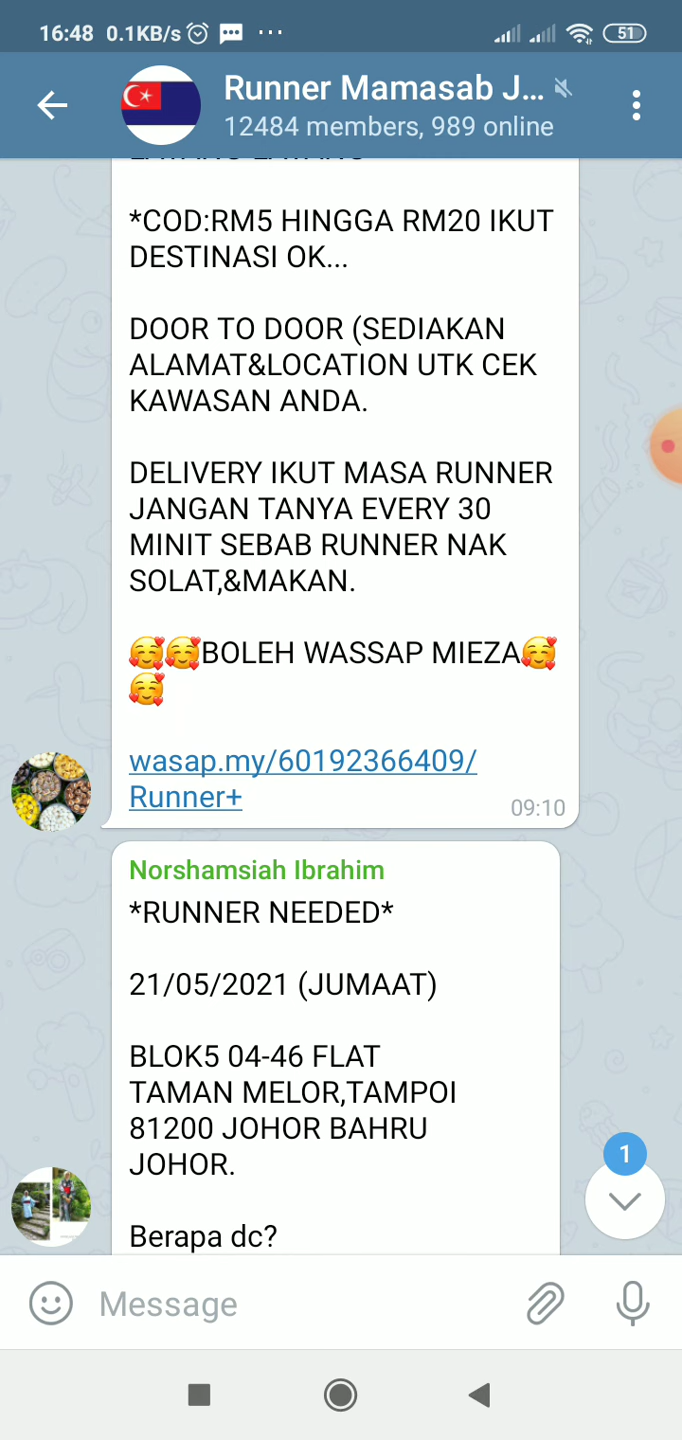 16:48 0.1KB/s ...
51
Runner Mamasab J...
12484 members, 989 online
*COD:RM5 HINGGA RM20 IKUT
DESTINASI OK...
DOOR TO DOOR (SEDIAKAN
ALAMAT&LOCATION UTK CEK
KAWASAN ANDA.
DELIVERY IKUT MASA RUNNER
JANGAN TANYA EVERY 30
MINIT SEBAB RUNNER NAK
SOLAT,&MAKAN.
🥰🥰BOLEH WASSAP MIEZA🥰
🥰
wasap.my/60192366409/
Runner+
09:10
Norshamsiah Ibrahim
*RUNNER NEEDED*
21/05/2021 (JUMAAT)
BLOK5 04-46 FLAT
TAMAN MELOR,TAMPOI
81200 JOHOR BAHRU
JOHOR.
1
Berapa dc?
Message